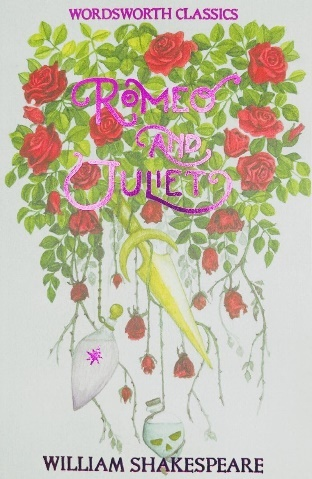 WORDSWORTH CLASSICS
ROMEO
AND
JULIET
WILLIAM SHAKESPEARE